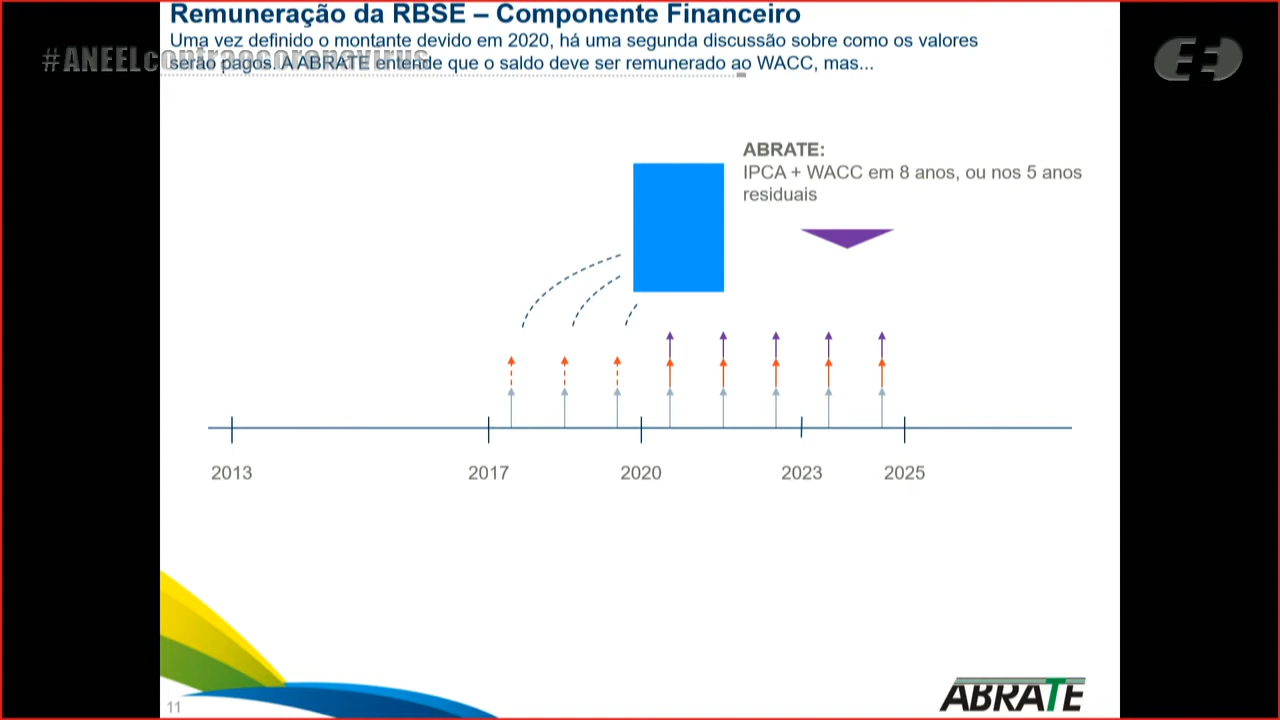 Remuneração da RBSE – Componente Financeiro
Uma vez definido o montante devido em 2020, há uma segunda discussão sobre como os valores
serão pagos. A ABRATE entende que o saldo deve ser remunerado ao WACC, mas...
#ANEELcontraocoronavirus
ABRATE:
IPCA + WACC em 8 anos, ou nos 5 anos
residuais
2013
2017
2020
2023
2025
11
ABRATE